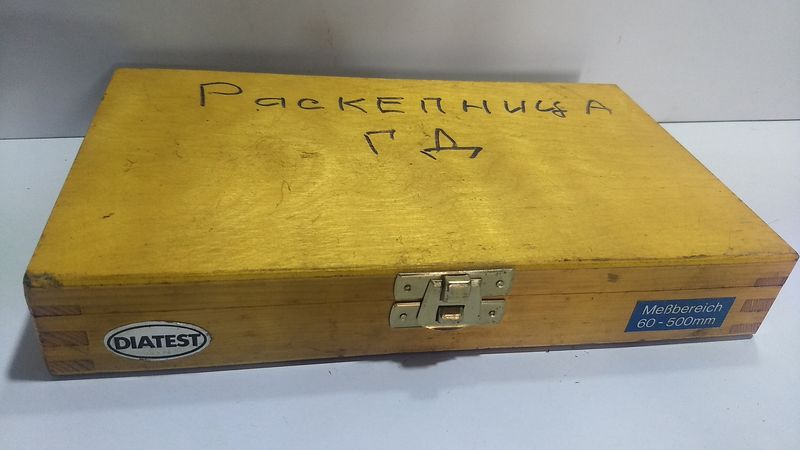 Раскепница
ГД
DIATEST
Meßbereich
60 - 500mm